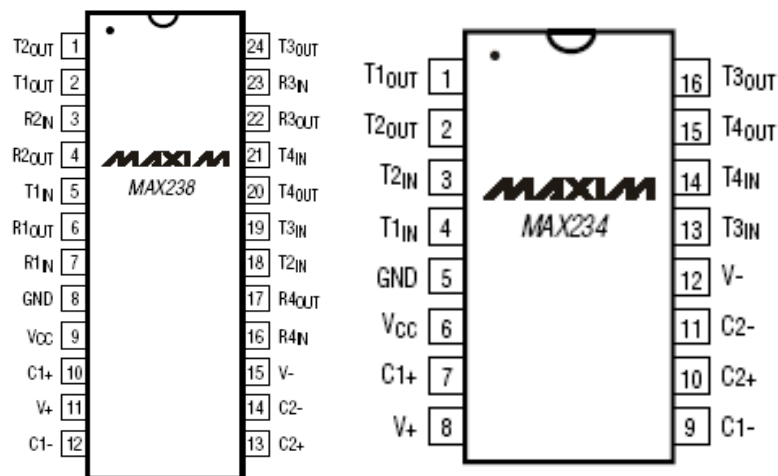 T2OUT 1 24 T3OUT
T1OUT 2 23 R3IN
R2IN 3 22 R3OUT
R2OUT 4 MAXIM 21 T4IN
T1IN 5 MAX238 20 T4OUT
R1OUT 6 19 T3IN
R1IN 7 18 T2IN
GND 8 17 R4OUT
VCC 9 16 R4IN
C1+ 10 15 V-
V+ 11 14 C2-
C1- 12 13 C2+
T1OUT 1 16 T3OUT
T2OUT 2 15 T4OUT
T2IN 3 MAXIM 14 T4IN
T1IN 4 MAX234 13 T3IN
GND 5 12 V-
VCC 6 11 C2-
C1+ 7 10 C2+
V+ 8 9 C1-